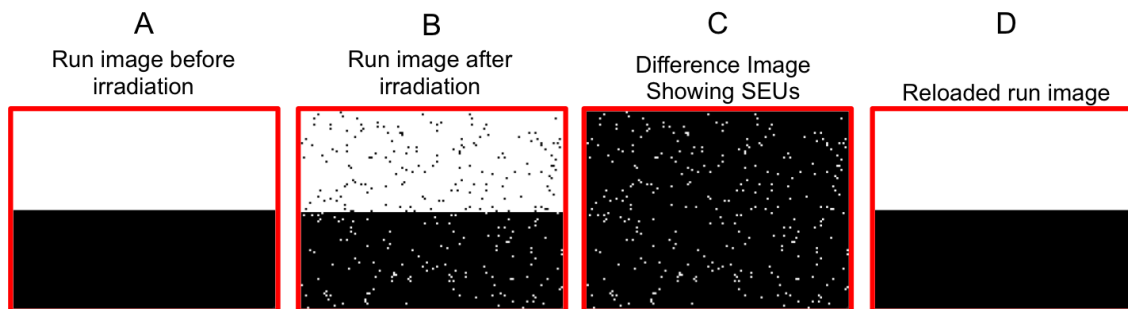 A
Run image before
irradiation
B
Run image after
irradiation
C
Difference Image
Showing SEUs
D
Reloaded run image